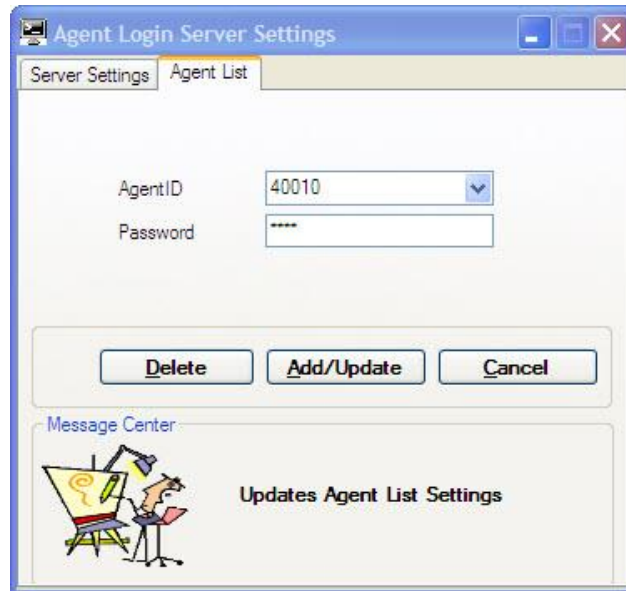 Agent Login Server Settings
Server Settings Agent List
AgentID 40010
Password ****
Delete Add/Update Cancel
Message Center
Updates Agent List Settings